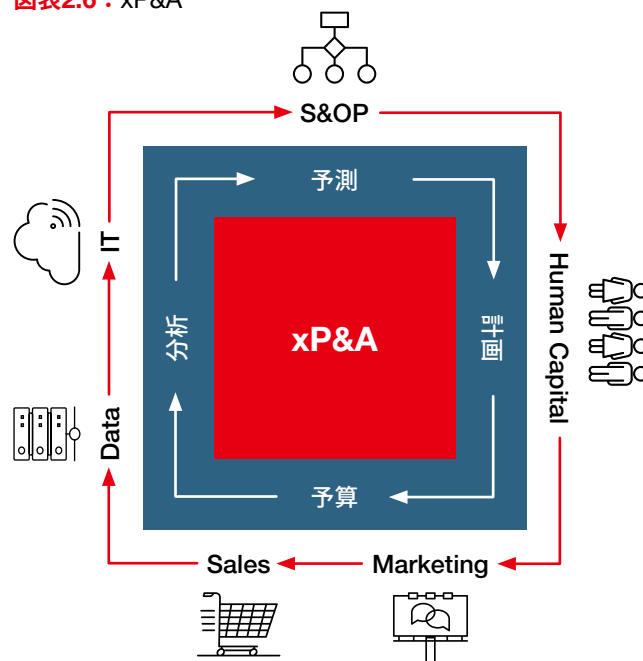 図表2.6：xP&A
S&OP
予測
IT
分析
xP&A
計画
Human Capital
Data
予算
Sales
Marketing